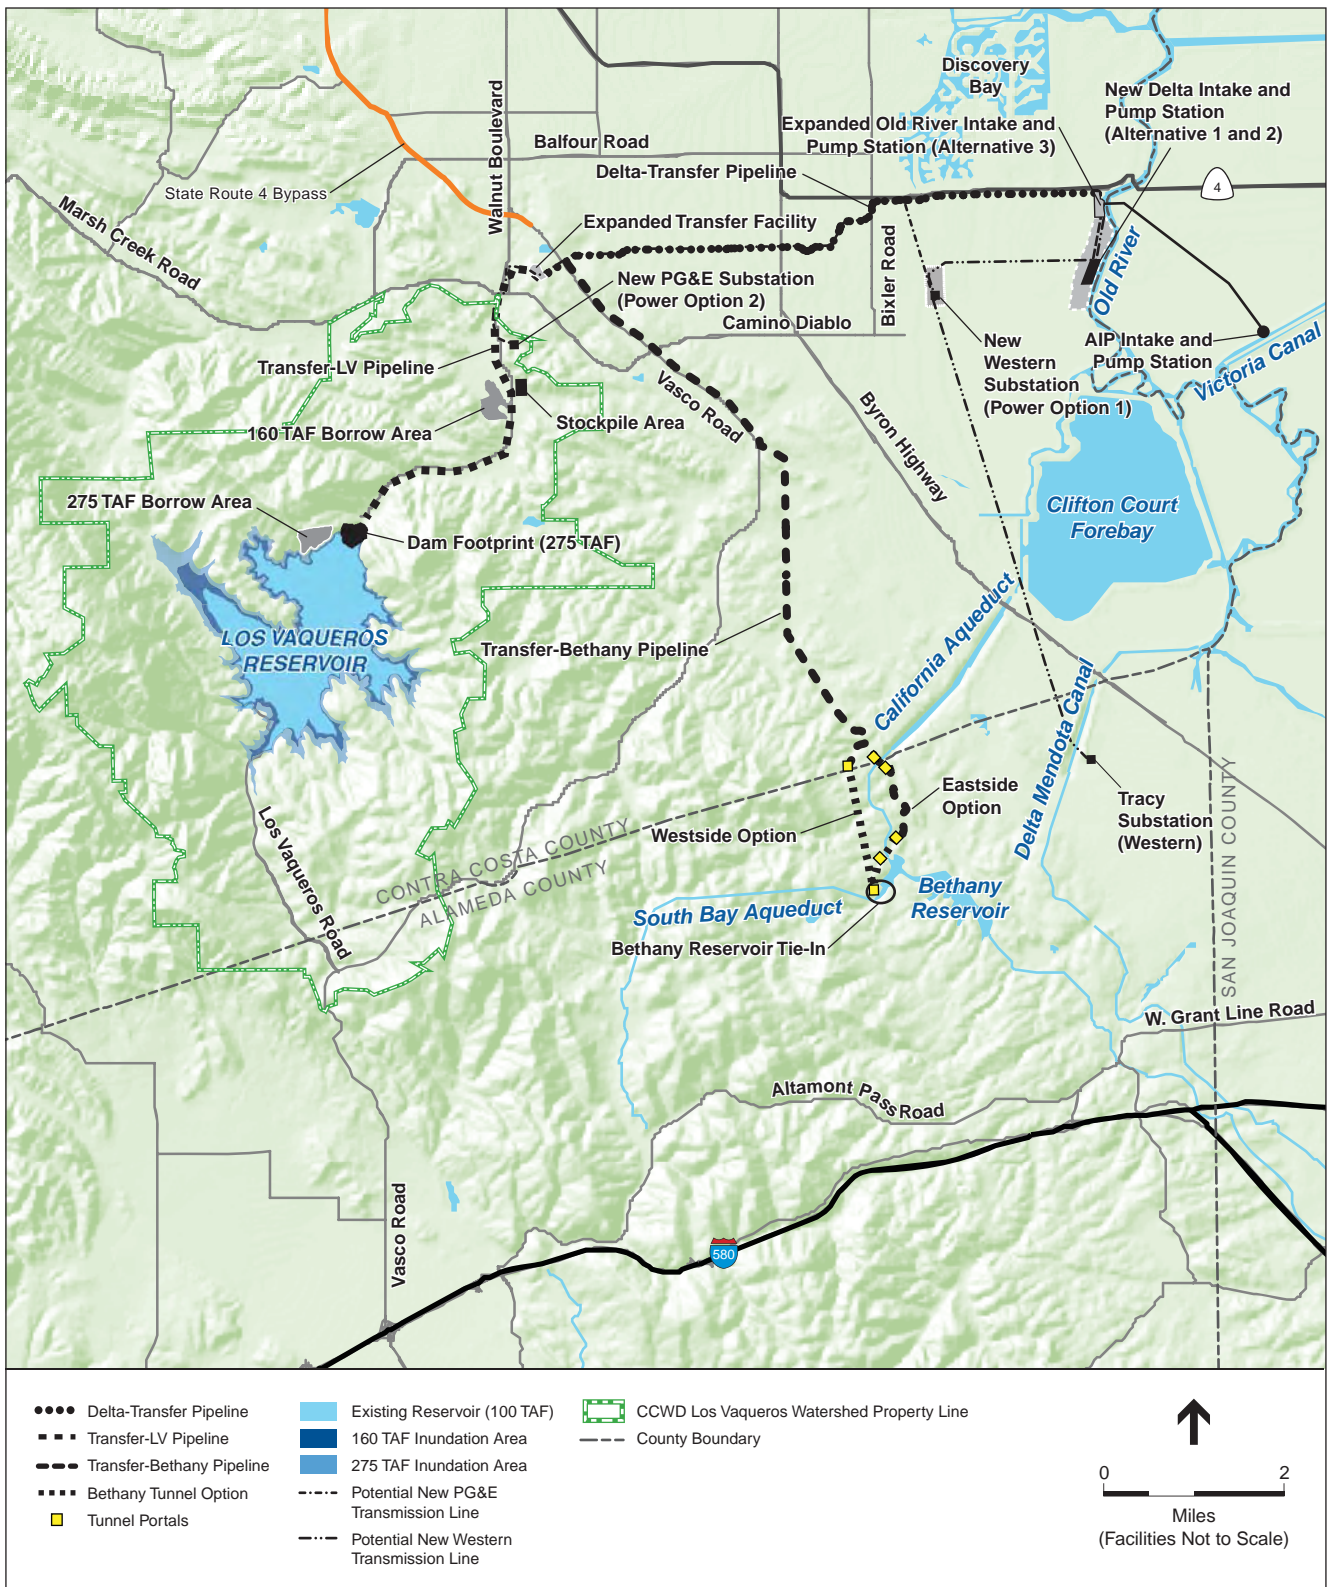 Discovery
Bay
New Delta Intake and
Pump Station
(Alternative 1 and 2)
Expanded Old River Intake and
Pump Station (Alternative 3)
Balfour Road
Walnut Boulevard
Delta-Transfer Pipeline
State Route 4 Bypass
4
Marsh Creek Road
Expanded Transfer Facility
Bixler Road
Old River
New PG&E Substation
(Power Option 2)
Camino Diablo
New
Western
Substation
(Power Option 1)
AIP Intake and
Pump Station
Victoria Canal
Transfer-LV Pipeline
Vasco Road
Byron Highway
Stockpile Area
160 TAF Borrow Area
275 TAF Borrow Area
Clifton Court
Forebay
Dam Footprint (275 TAF)
LOS VAQUEROS
RESERVOIR
Transfer-Bethany Pipeline
California Aqueduct
Delta Mendota Canal
Eastside
Option
Tracy
Substation
(Western)
Westside Option
Los Vaqueros Road
CONTRA COSTA COUNTY
ALAMEDA COUNTY
SAN JOAQUIN COUNTY
Bethany
Reservoir
South Bay Aqueduct
Bethany Reservoir Tie-In
W. Grant Line Road
Altamont Pass Road
Vasco Road
580
Delta-Transfer Pipeline
Transfer-LV Pipeline
Transfer-Bethany Pipeline
Bethany Tunnel Option
Tunnel Portals
Existing Reservoir (100 TAF)
160 TAF Inundation Area
275 TAF Inundation Area
Potential New PG&E
Transmission Line
Potential New Western
Transmission Line
CCWD Los Vaqueros Watershed Property Line
County Boundary
0 2
Miles
(Facilities Not to Scale)